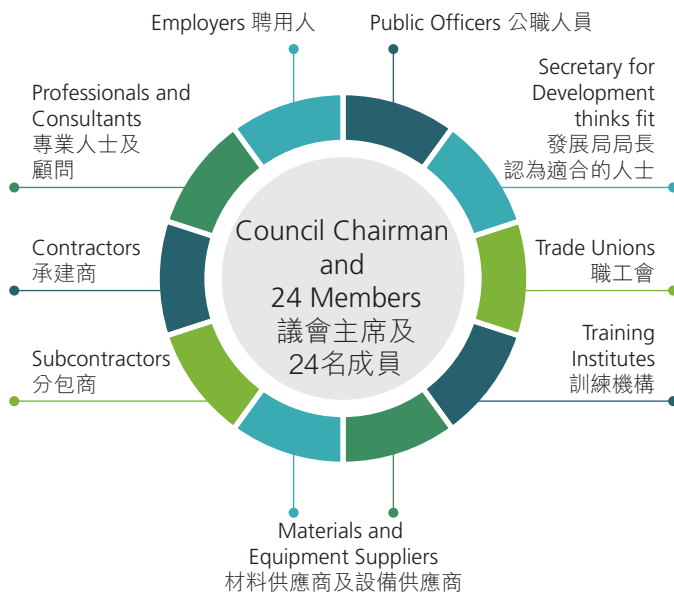 Employers 聘用人
Public Officers 公職人員
Professionals and
Consultants
專業人士及
顧問
Secretary for
Development
thinks fit
發展局局長
認為適合的人士
Council Chairman
and
24 Members
議會主席及
24名成員
Contractors
承建商
Trade Unions
職工會
Subcontractors
分包商
Training
Institutes
訓練機構
Materials and
Equipment Suppliers
材料供應商及設備供應商